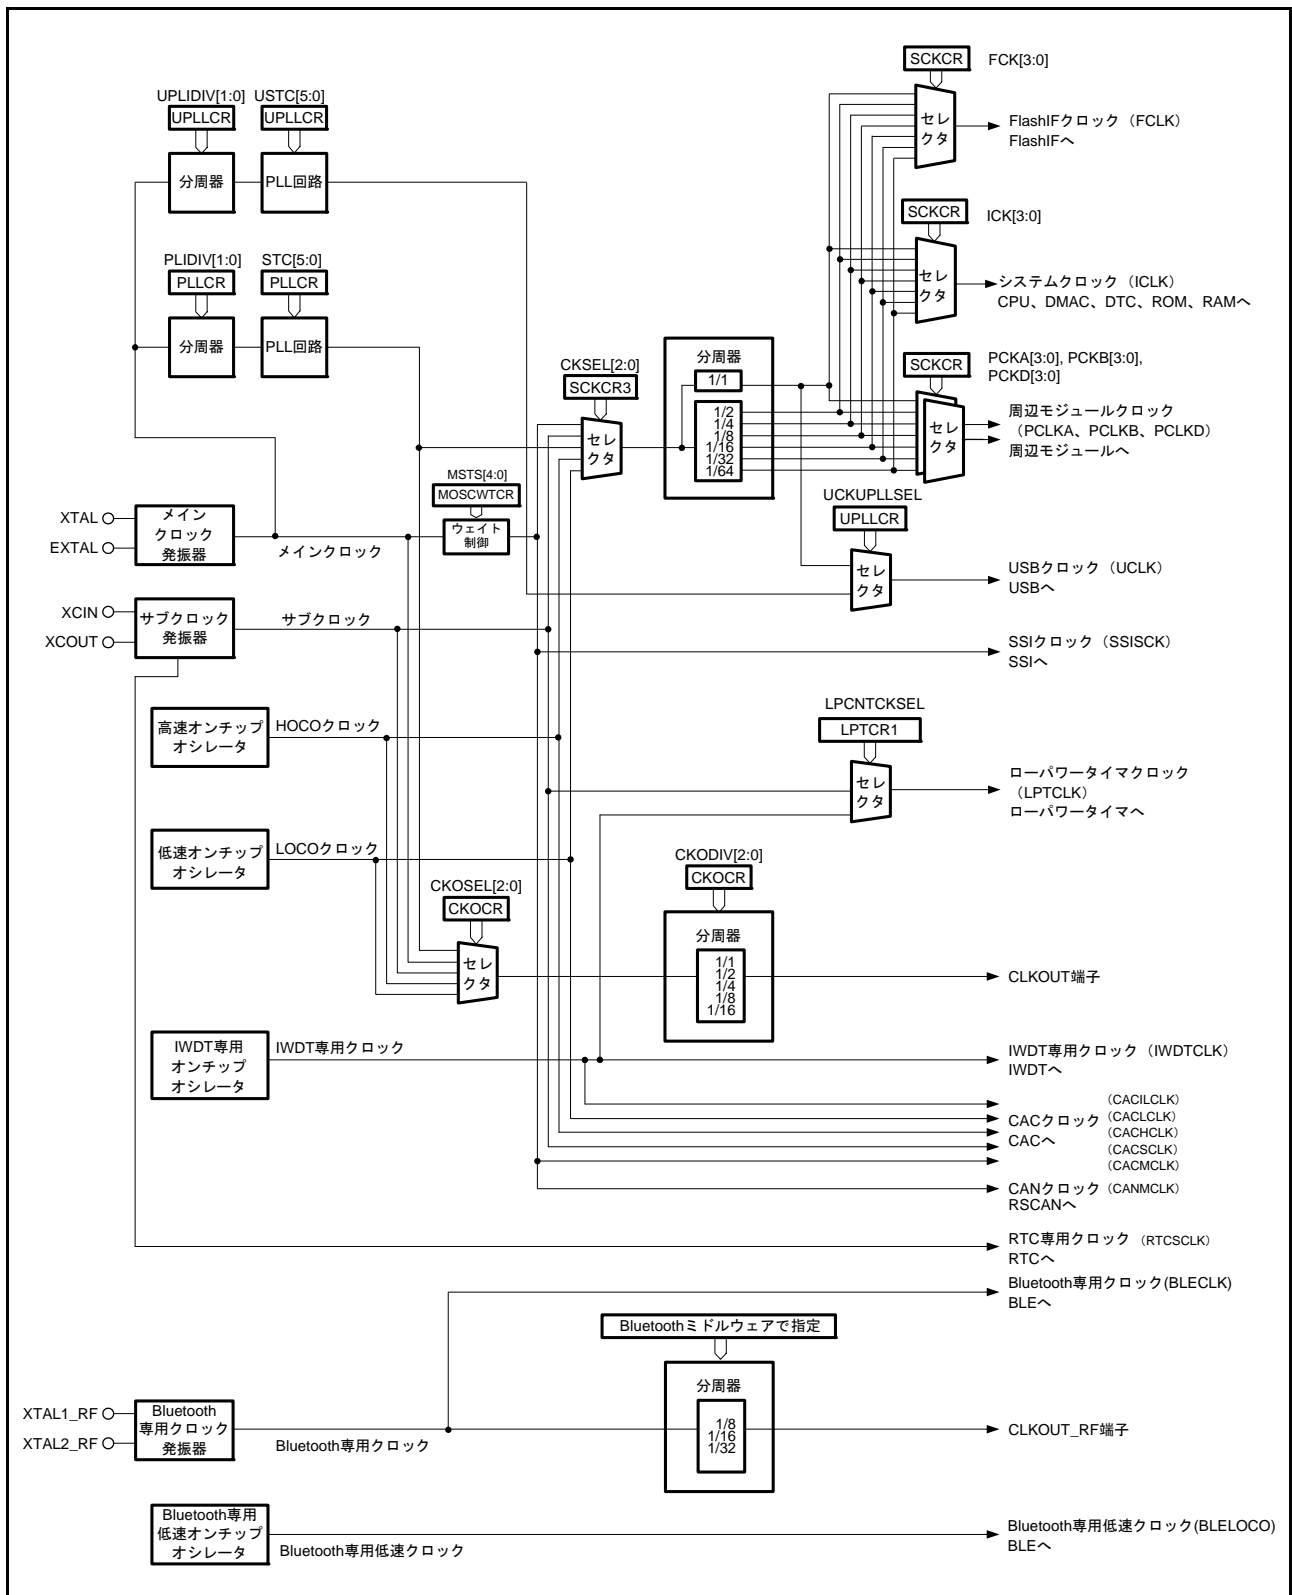 SCKCR FCK[3:0]
セレ
クタ
FlashIFクロック（FCLK）
FlashIFへ
UPLIDIV[1:0] USTC[5:0]
UPLLCR UPLLCR
分周器 PLL回路
SCKCR ICK[3:0]
セレ
クタ
システムクロック（ICLK）
CPU、DMAC、DTC、ROM、RAMへ
PLIDIV[1:0] STC[5:0]
PLLCR PLLCR
分周器 PLL回路
CKSEL[2:0]
SCKCR3
セレ
クタ
分周器
1/1
1/2
1/4
1/8
1/16
1/32
1/64
SCKCR
PCKA[3:0], PCKB[3:0],
PCKD[3:0]
セレ
クタ
周辺モジュールクロック
（PCLKA、PCLKB、PCLKD）
周辺モジュールへ
MSTS[4:0]
MOSCWTCR
ウェイト
制御
XTAL
EXTAL
メイン
クロック
発振器
メインクロック
UCKUPLLSEL
UPLLCR
セレ
クタ
USBクロック（UCLK）
USBへ
XCIN
XCOUT
サブクロック
発振器
サブクロック
SSIクロック（SSISCK）
SSIへ
高速オンチップ
オシレータ
HOCOクロック
LPCNTCKSEL
LPTCR1
セレ
クタ
ローパワータイマクロック
（LPTCLK）
ローパワータイマへ
低速オンチップ
オシレータ
LOCOクロック
CKOSEL[2:0]
CKOCR
セレ
クタ
CKODIV[2:0]
CKOCR
分周器
1/1
1/2
1/4
1/8
1/16
CLKOUT端子
IWDT専用
オンチップ
オシレータ
IWDT専用クロック
IWDT専用クロック（IWDTCLK）
IWDTへ
CACクロック
CACへ
（CACILCLK）
（CACLCLK）
（CACHCLK）
（CACSCLK）
（CACMCLK）
CANクロック（CANMCLK）
RSCANへ
RTC専用クロック（RTCSCLK）
RTCへ
Bluetooth専用クロック(BLECLK)
BLEへ
Bluetoothミドルウェアで指定
分周器
1/8
1/16
1/32
XTAL1_RF
XTAL2_RF
Bluetooth
専用クロック
発振器
Bluetooth専用クロック
CLKOUT_RF端子
Bluetooth専用
低速オンチップ
オシレータ
Bluetooth専用低速クロック
Bluetooth専用低速クロック(BLELOCO)
BLEへ